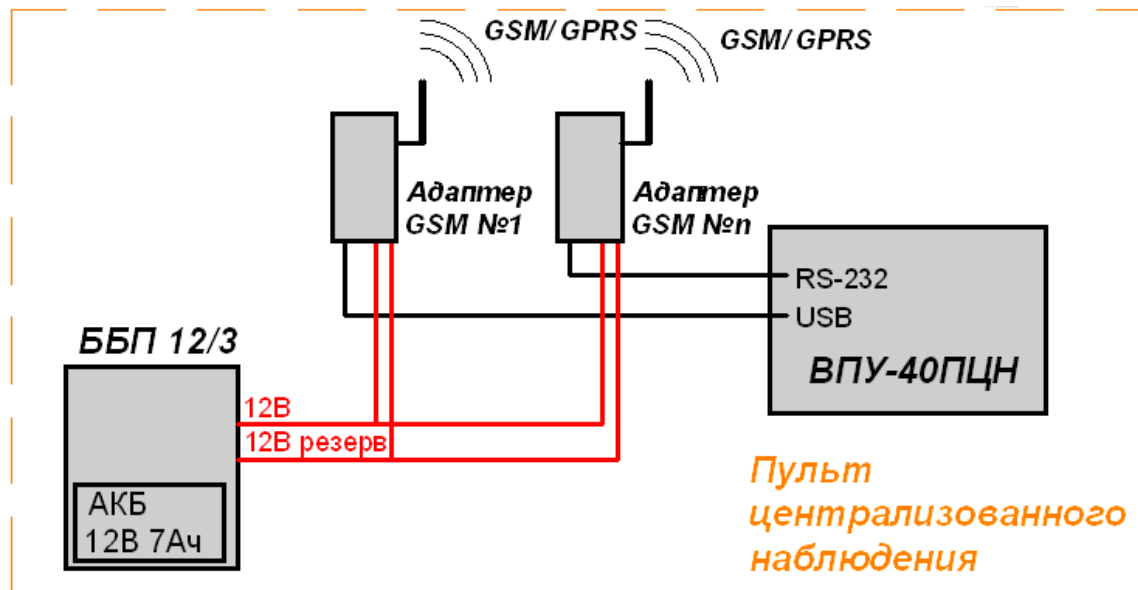 GSM/ GPRS
GSM/ GPRS
Адаптер
GSM №1
Адаптер
GSM №n
RS-232
USB
ВПУ-40ПЦН
ББП 12/3
12В
12В резерв
АКБ
12В 7Ач
Пульт
централизованного
наблюдения